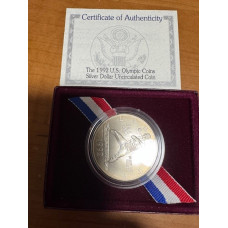 Certificate of Authenticity
The 1992 U.S. Olympic Coins
Silver Dollar Uncirculated Coin